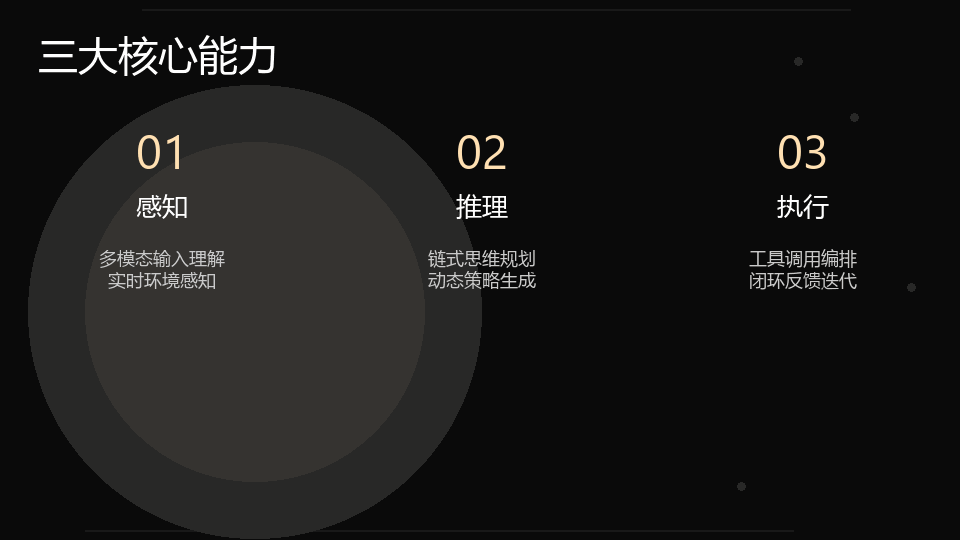 三大核心能力
01
感知
多模态输入理解
实时环境感知
02
推理
链式思维规划
动态策略生成
03
执行
工具调用编排
闭环反馈迭代